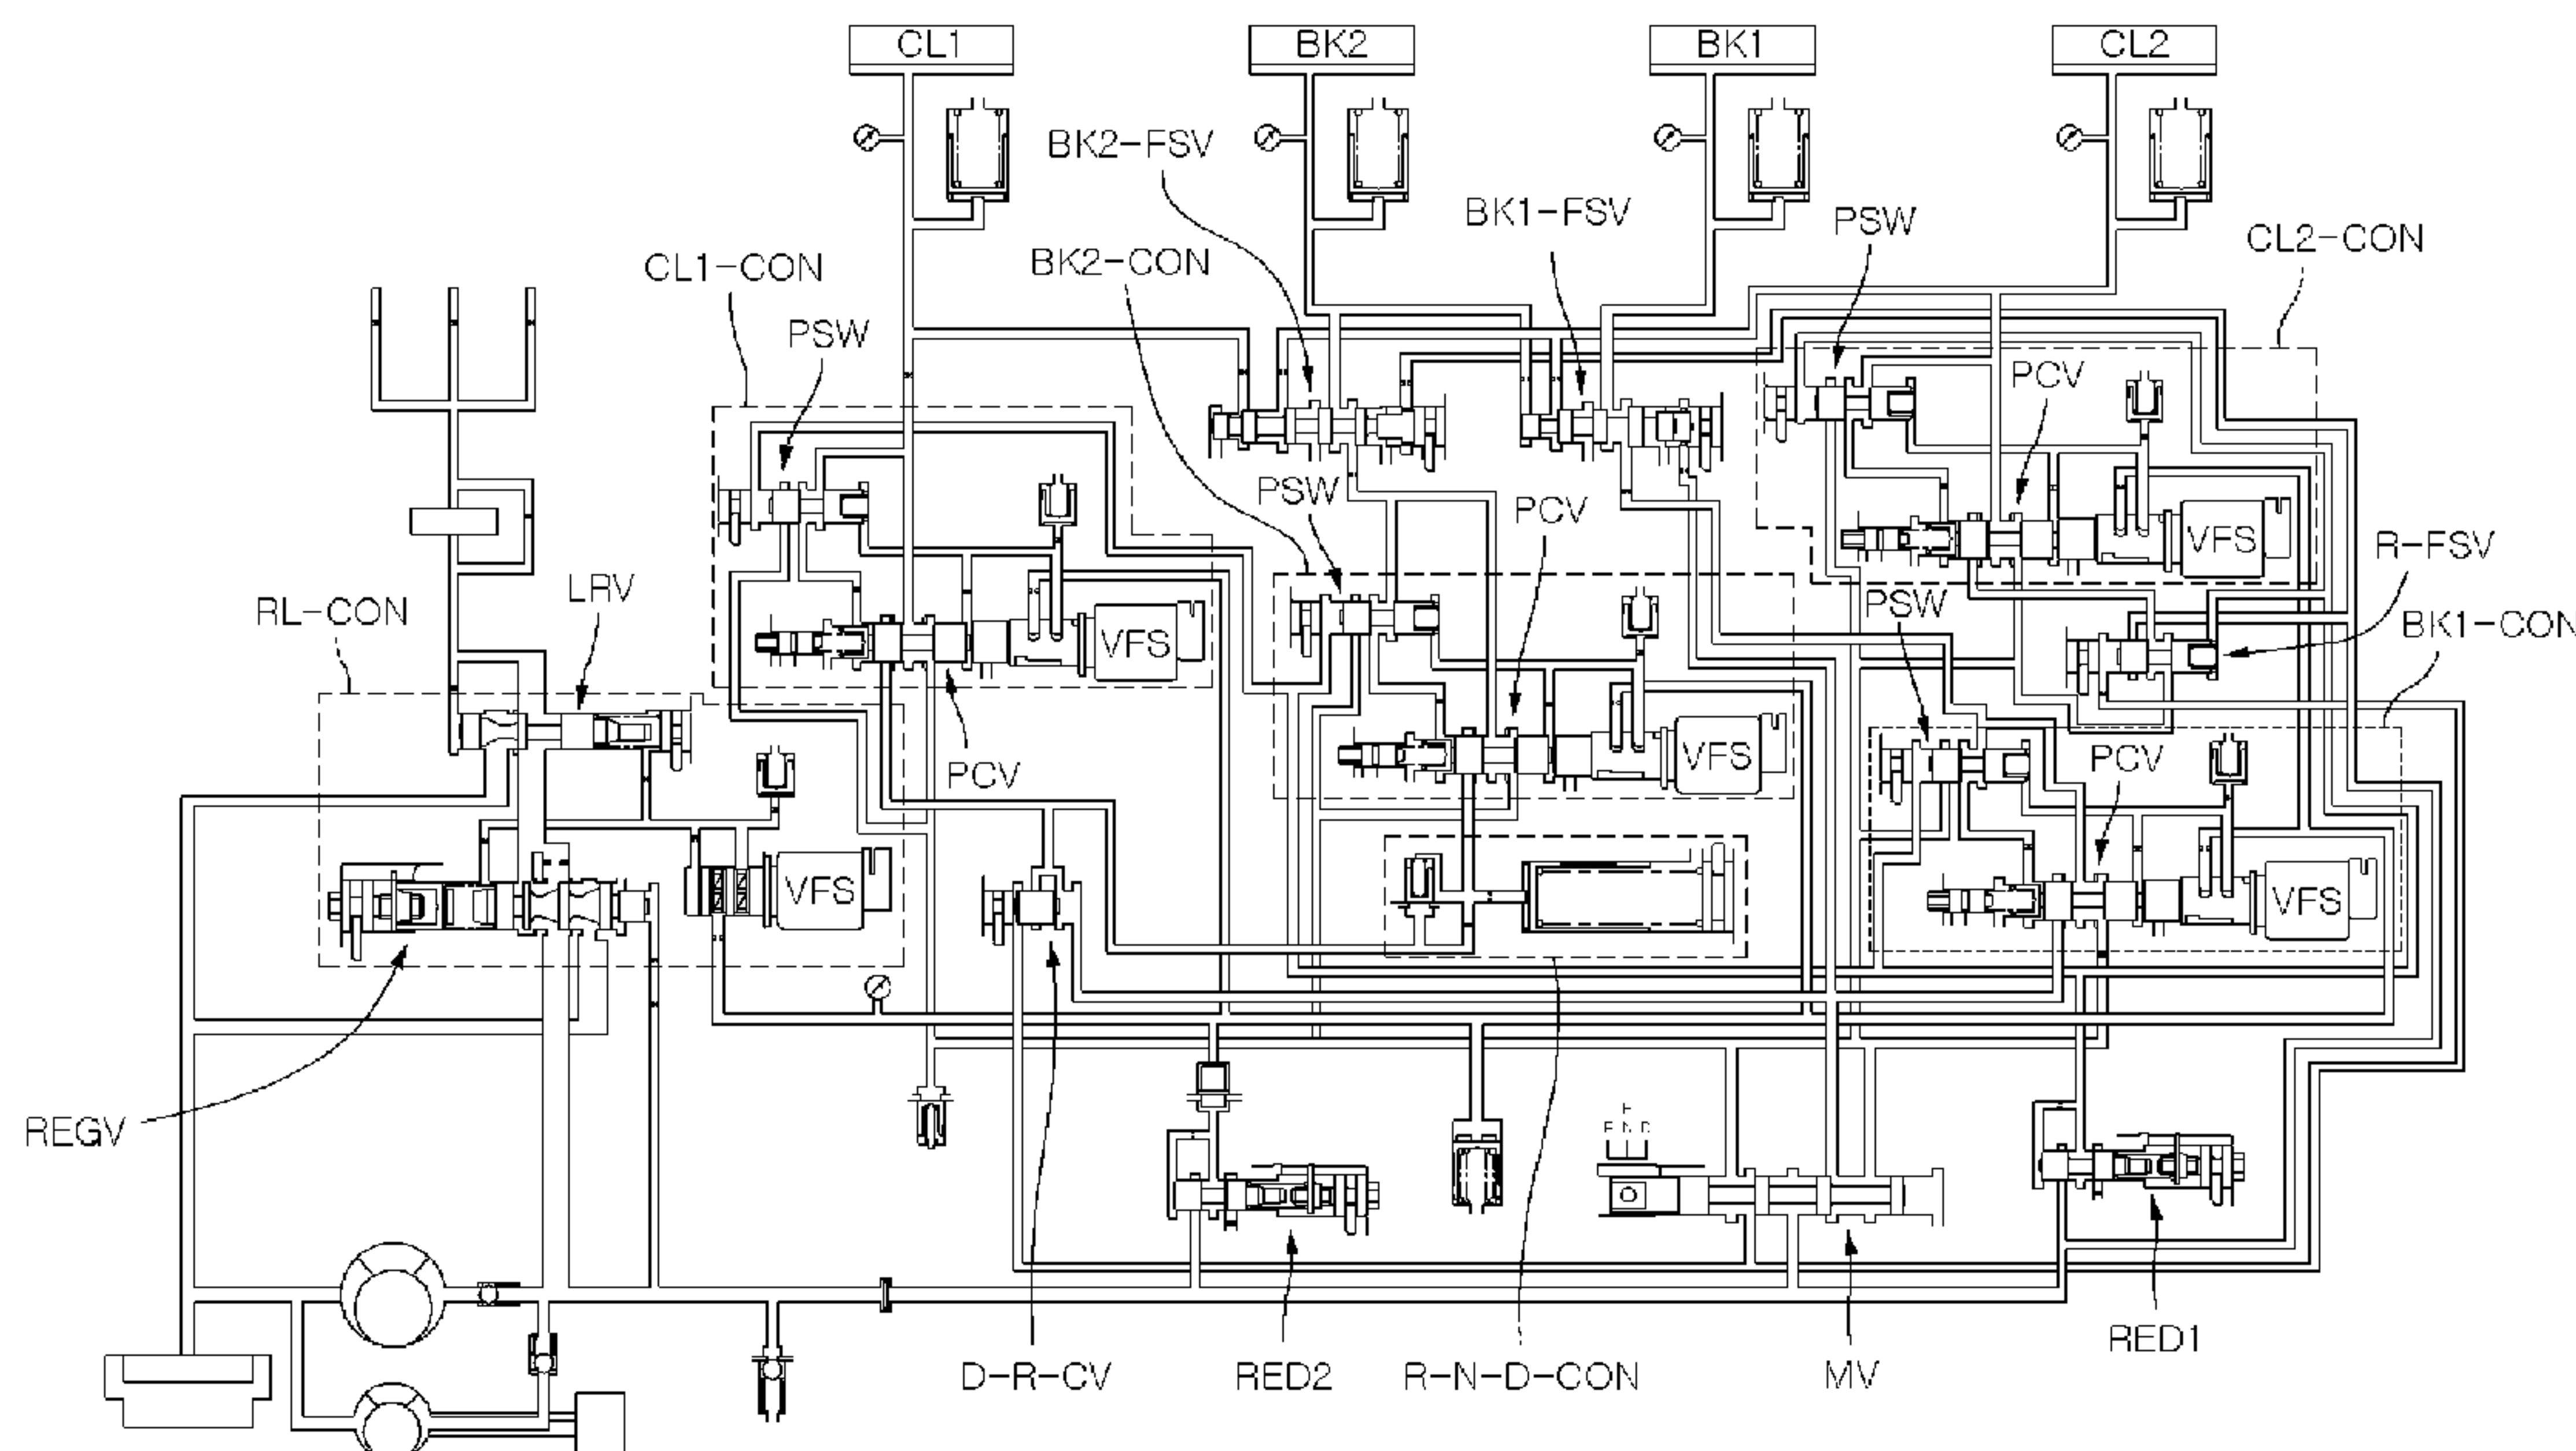 CL1
BK2
BK1
CL2
BK2-FSV
BK1-FSV
PSW
CL2-CON
CL1-CON
BK2-CON
PSW
PCV
PSW
PCV
VFS
R-FSV
RL-CON
LRV
VFS
PSW
BK1-CON
PCV
VFS
PCV
VFS
VFS
REGV
R N D
D-R-CV
RED2
R-N-D-CON
MV
RED1